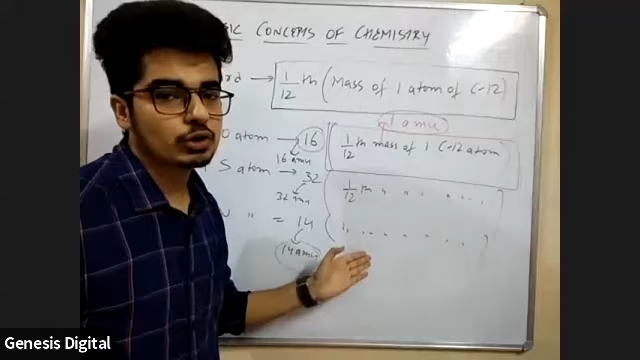 CONCEPTS OF CHEMISTRY
→ 1/12 th (Mass of 1 atom of C-12)
1 amu
O atom → 16 1/12 th mass of 1 C-12 atom
16 amu
S atom → 32
1/12 th " " " " " "
32 amu
" = 14
14 amu
Genesis Digital